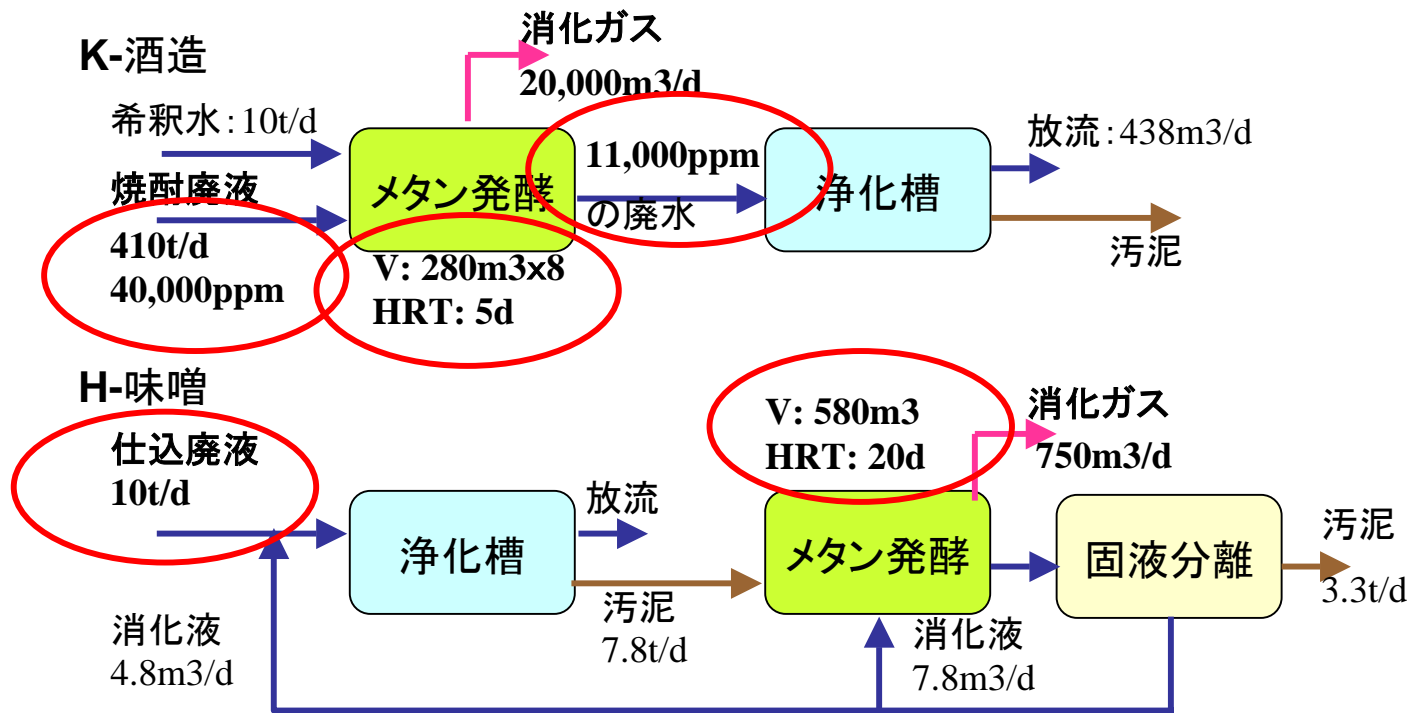 K-酒造
消化ガス
20,000m3/d
希釈水：10t/d
焼酎廃液
410t/d
40,000ppm
メタン発酵
V: 280m3x8
HRT: 5d
11,000ppm
の廃水
浄化槽
放流：438m3/d
汚泥
H-味噌
仕込廃液
10t/d
浄化槽
放流
汚泥
7.8t/d
V: 580m3
HRT: 20d
消化ガス
750m3/d
メタン発酵
固液分離
汚泥
3.3t/d
消化液
4.8m3/d
消化液
7.8m3/d